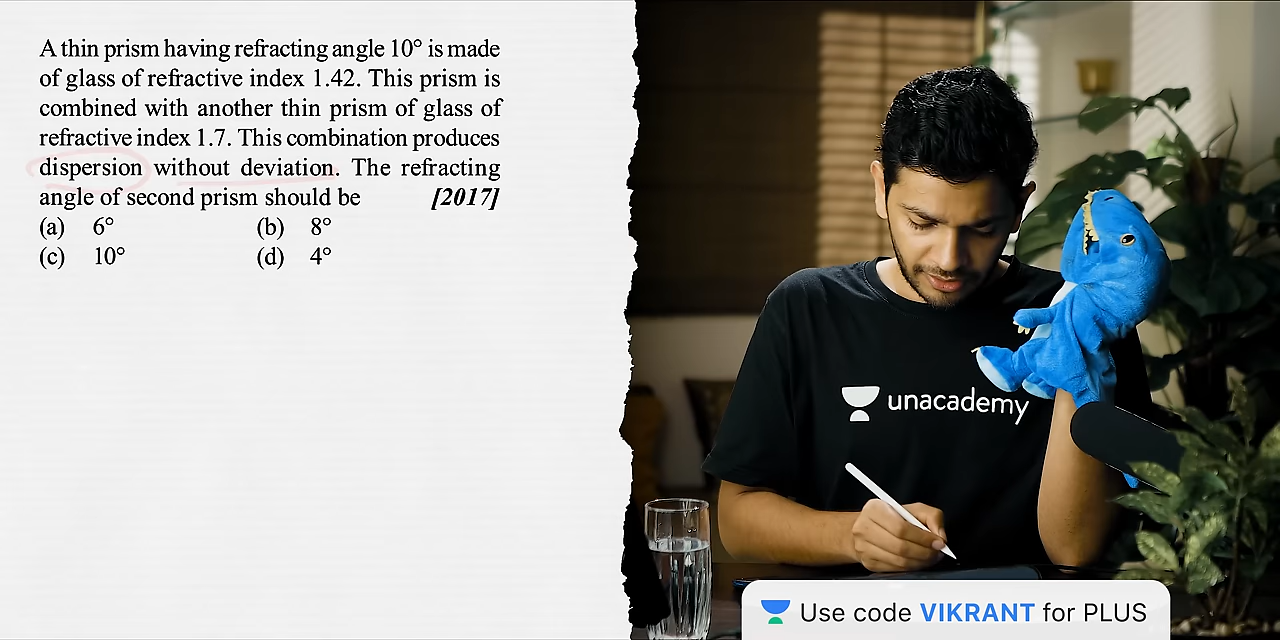 A thin prism having refracting angle 10° is made
of glass of refractive index 1.42. This prism is
combined with another thin prism of glass of
refractive index 1.7. This combination produces
dispersion without deviation. The refracting
angle of second prism should be [2017]
(a) 6° (b) 8°
(c) 10° (d) 4°
unacademy
Use code VIKRANT for PLUS